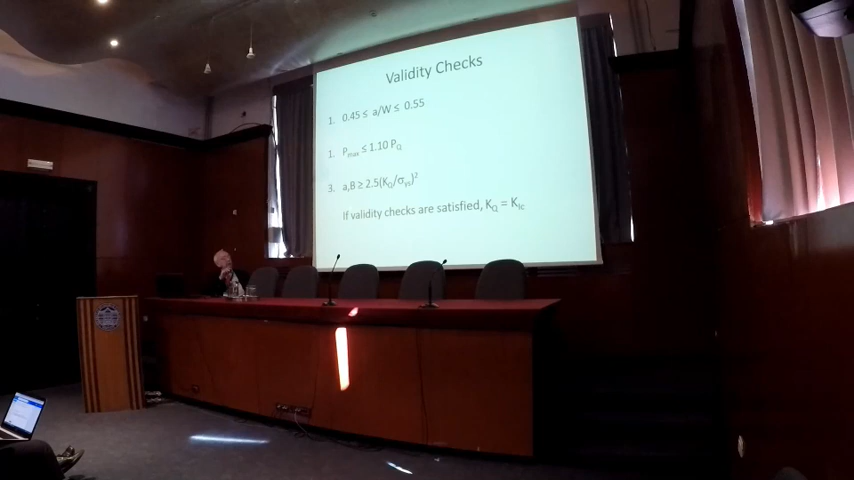 Validity Checks
1. 0.45 ≤ a/W ≤ 0.55
1. Pmax ≤ 1.10 PQ
3. a,B ≥ 2.5(KQ/σys)²
If validity checks are satisfied, KQ = KIc